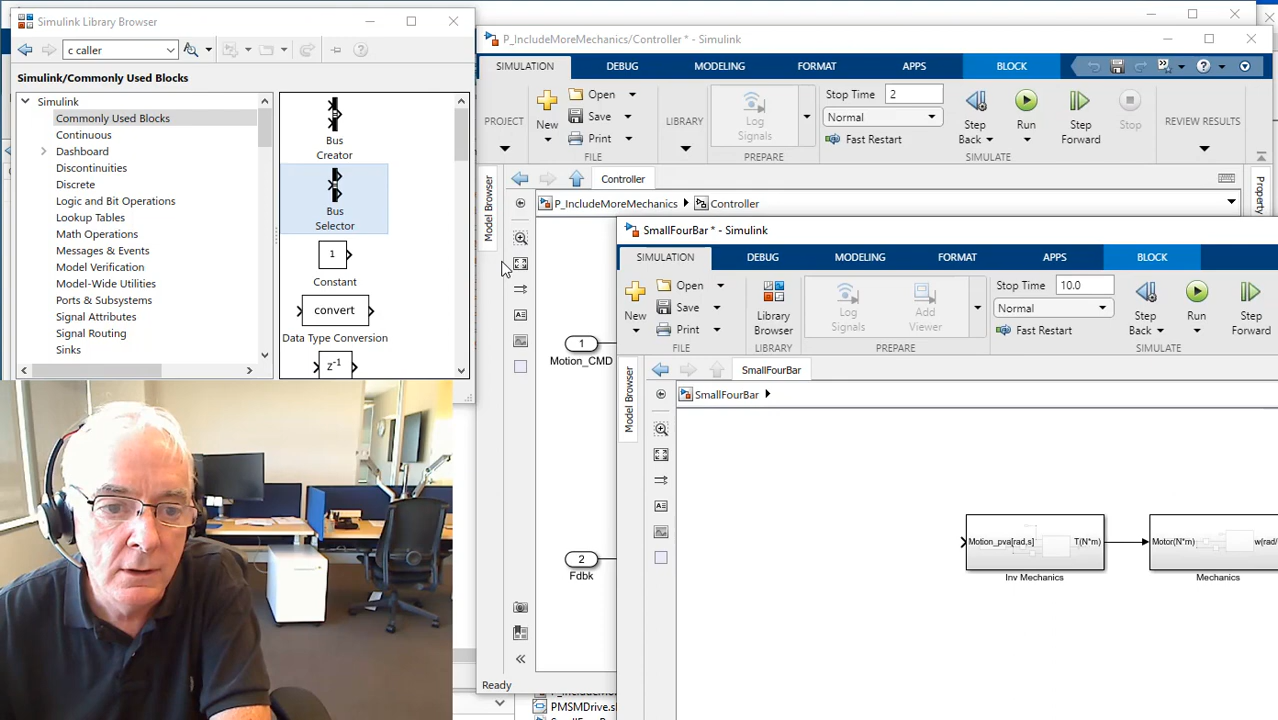 Simulink Library Browser
c caller
Simulink/Commonly Used Blocks
Simulink
Commonly Used Blocks
Continuous
Dashboard
Discontinuities
Discrete
Logic and Bit Operations
Lookup Tables
Math Operations
Messages & Events
Model Verification
Model-Wide Utilities
Ports & Subsystems
Signal Attributes
Signal Routing
Sinks
Bus
Creator
Bus
Selector
1
Constant
convert
Data Type Conversion
z-1
P_IncludeMoreMechanics/Controller * - Simulink
SIMULATION DEBUG MODELING FORMAT APPS BLOCK
PROJECT
New
Open
Save
Print
FILE
LIBRARY
Log
Signals
PREPARE
Stop Time 2
Normal
Fast Restart
Step
Back
Run
Step
Forward
Stop
SIMULATE
REVIEW RESULTS
Model Browser
Controller
Property
P_IncludeMoreMechanics Controller
1
Motion_CMD
2
Fdbk
Ready
SmallFourBar * - Simulink
SIMULATION DEBUG MODELING FORMAT APPS BLOCK
New
Open
Save
Print
FILE
Library
Browser
LIBRARY
Log
Signals
Add
Viewer
PREPARE
Stop Time 10.0
Normal
Fast Restart
Step
Back
Run
Step
Forward
SIMULATE
Model Browser
SmallFourBar
SmallFourBar
Motion_pva[rad,s] T(N*m)
Inv Mechanics
Motor(N*m) w(rad/
Mechanics
PMSMDrive.s